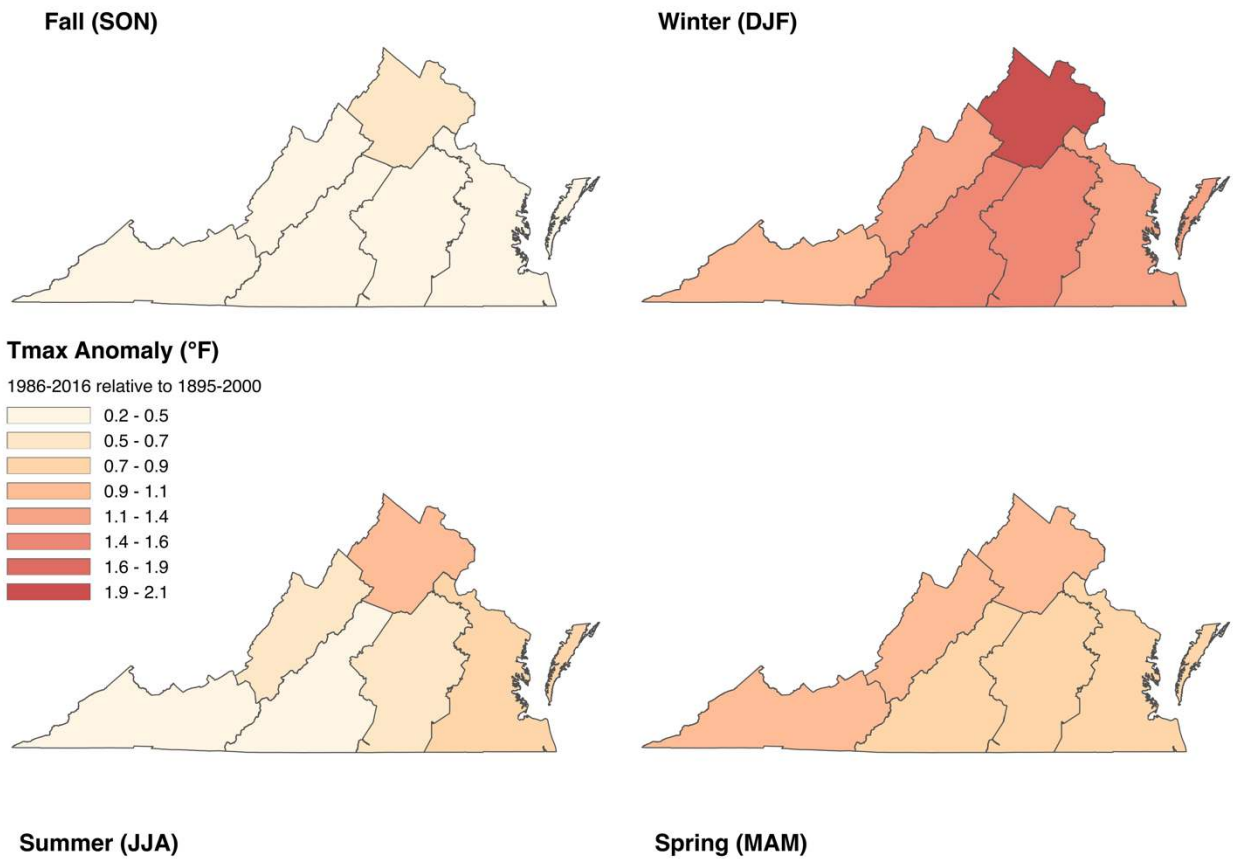 Fall (SON)
Winter (DJF)
Tmax Anomaly (°F)
1986-2016 relative to 1895-2000
0.2 - 0.5
0.5 - 0.7
0.7 - 0.9
0.9 - 1.1
1.1 - 1.4
1.4 - 1.6
1.6 - 1.9
1.9 - 2.1
Summer (JJA)
Spring (MAM)